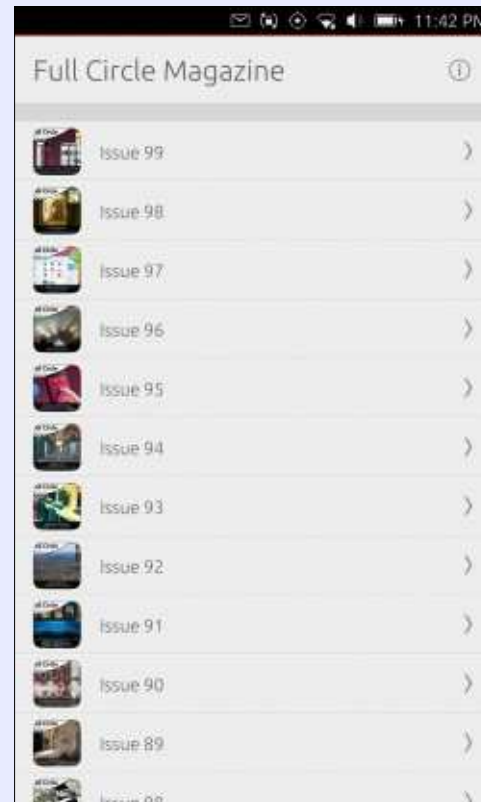 11:42 PM
Full Circle Magazine
Issue 99
Issue 98
Issue 97
Issue 96
Issue 95
Issue 94
Issue 93
Issue 92
Issue 91
Issue 90
Issue 89